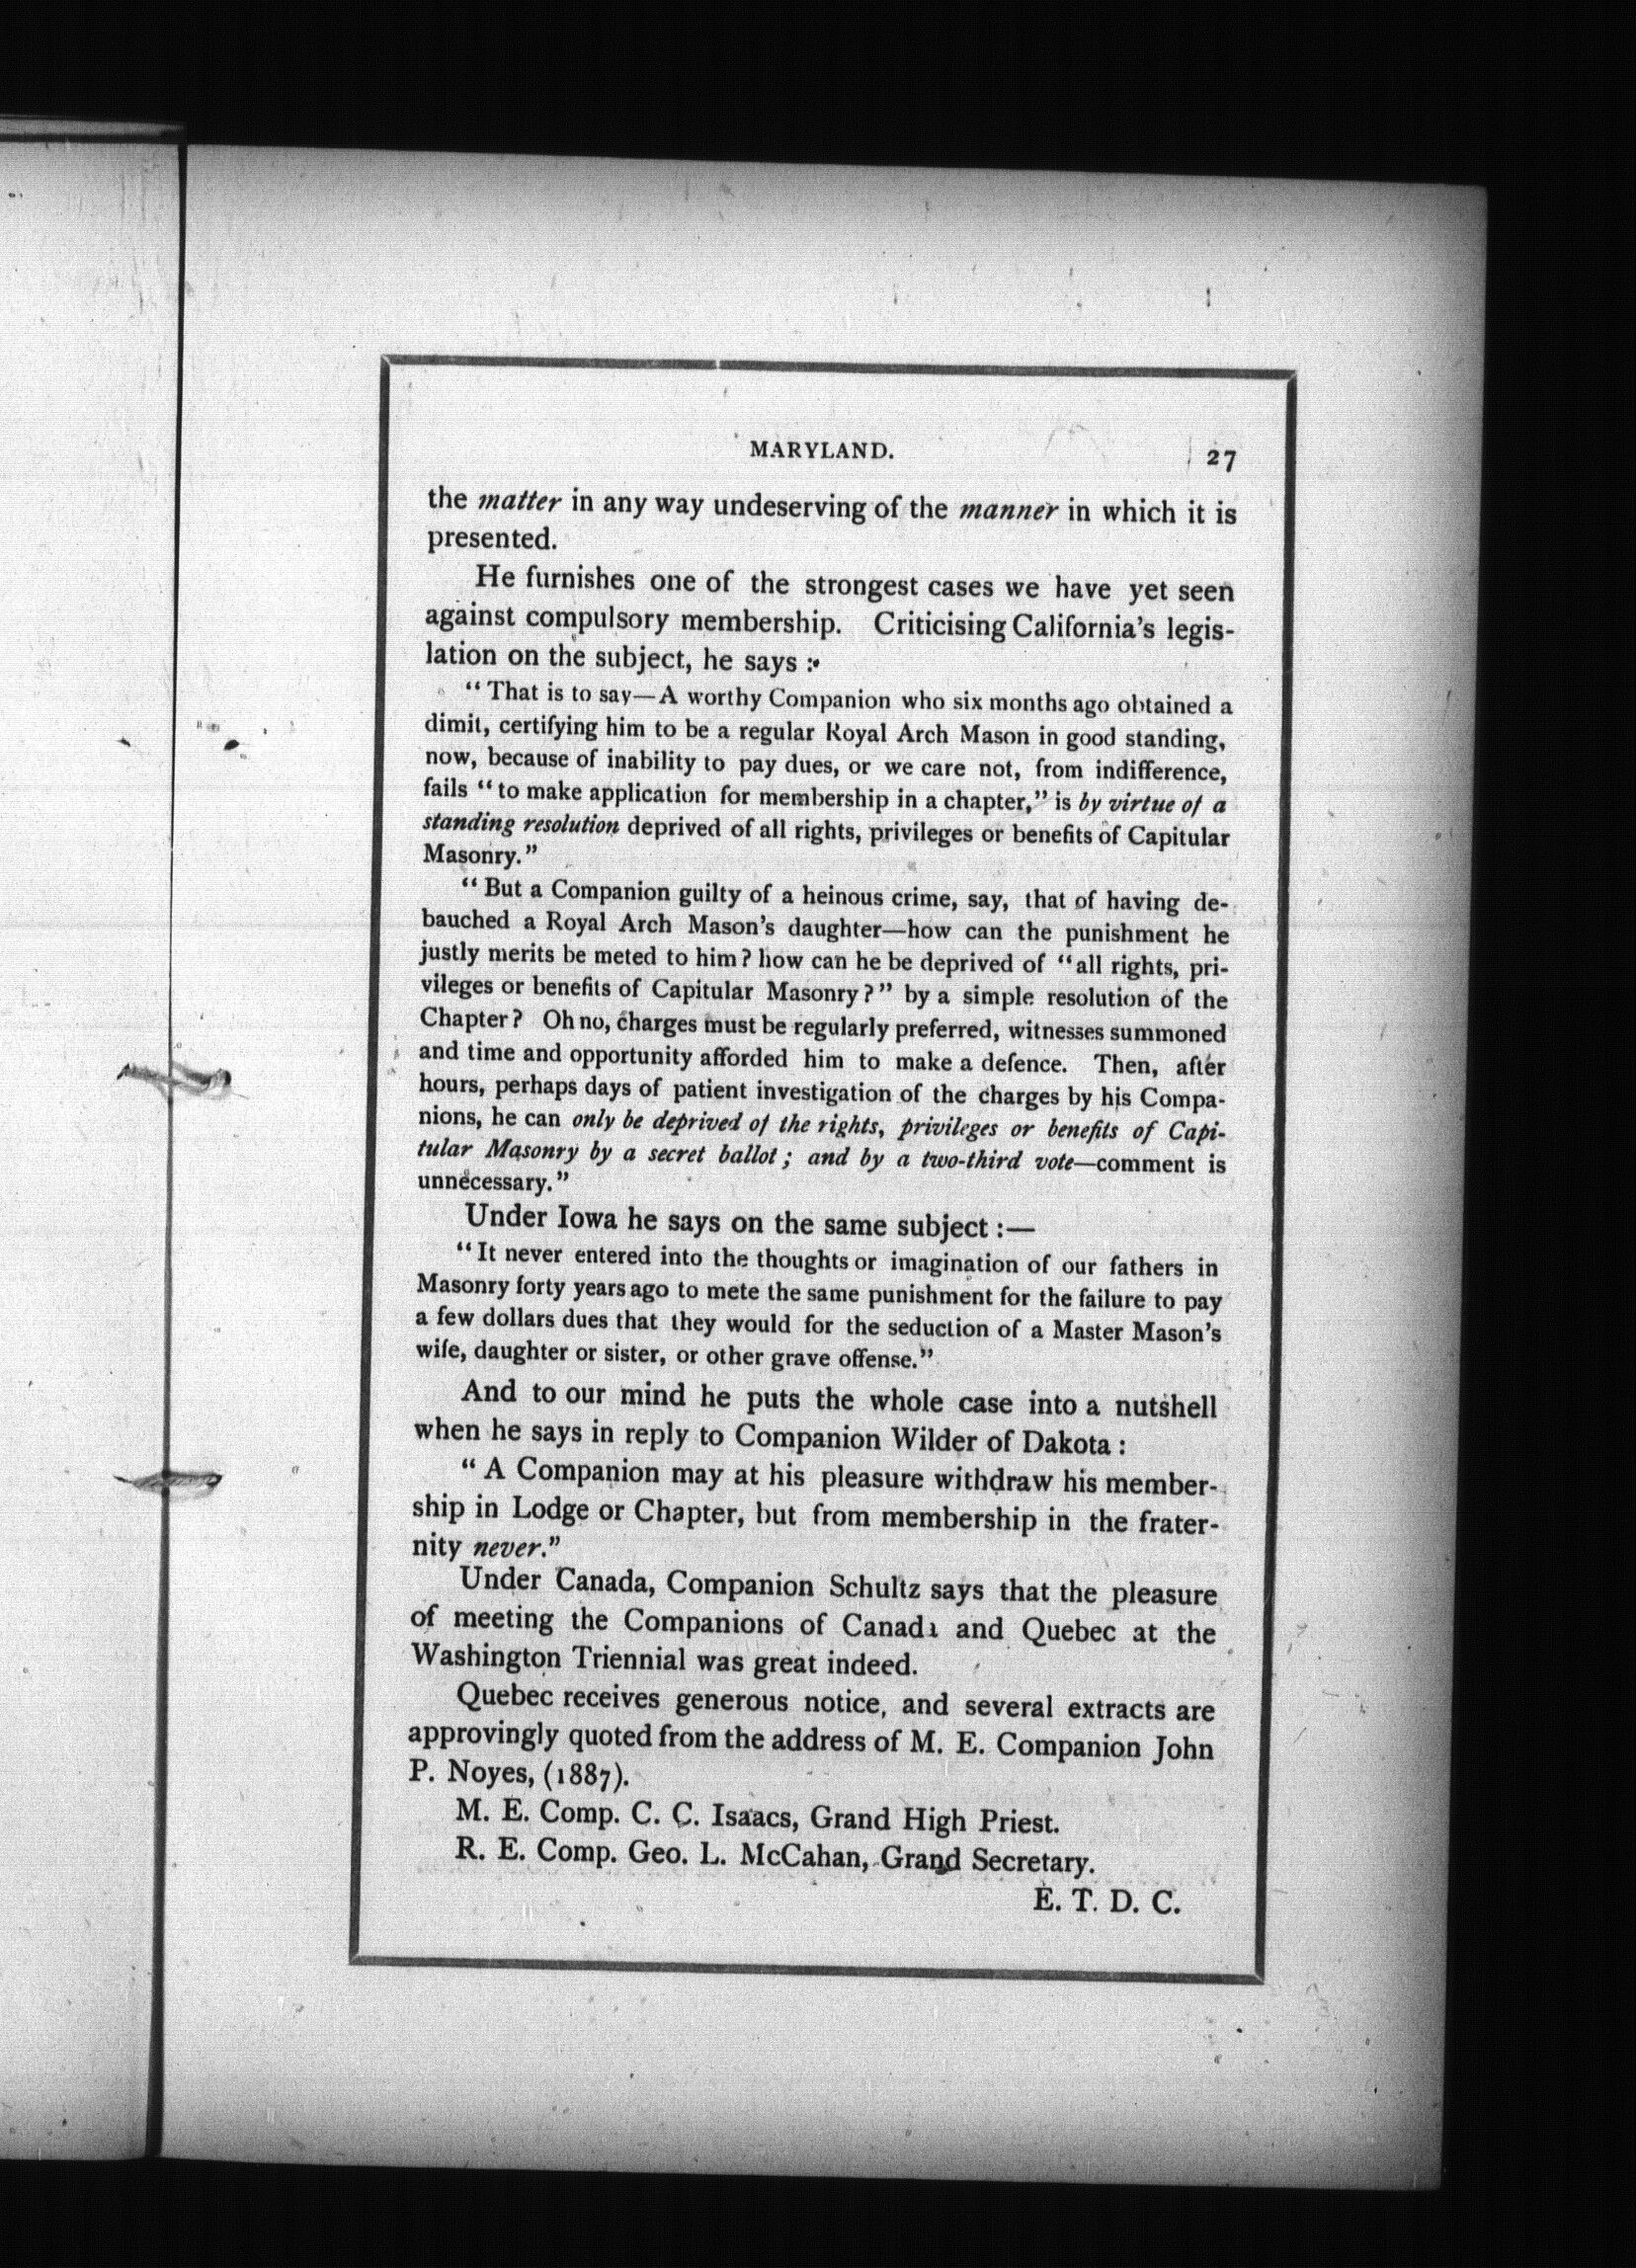 MARYLAND. 27
the matter in any way undeserving of the manner in which it is
presented.
He furnishes one of the strongest cases we have yet seen
against compulsory membership. Criticising California's legis-
lation on the subject, he says :
" That is to say—A worthy Companion who six months ago obtained a
dimit, certifying him to be a regular Royal Arch Mason in good standing,
now, because of inability to pay dues, or we care not, from indifference,
fails " to make application for membership in a chapter," is by virtue of a
standing resolution deprived of all rights, privileges or benefits of Capitular
Masonry."
" But a Companion guilty of a heinous crime, say, that of having de-
bauched a Royal Arch Mason's daughter—how can the punishment he
justly merits be meted to him ? how can he be deprived of "all rights, pri-
vileges or benefits of Capitular Masonry ?" by a simple resolution of the
Chapter ? Oh no, charges must be regularly preferred, witnesses summoned
and time and opportunity afforded him to make a defence. Then, after
hours, perhaps days of patient investigation of the charges by his Compa-
nions, he can only be deprived of the rights, privileges or benefits of Capi-
tular Masonry by a secret ballot ; and by a two-third vote—comment is
unnecessary."
Under Iowa he says on the same subject :—
"It never entered into the thoughts or imagination of our fathers in
Masonry forty years ago to mete the same punishment for the failure to pay
a few dollars dues that they would for the seduction of a Master Mason's
wife, daughter or sister, or other grave offense."
And to our mind he puts the whole case into a nutshell
when he says in reply to Companion Wilder of Dakota :
" A Companion may at his pleasure withdraw his member-
ship in Lodge or Chapter, but from membership in the frater-
nity never."
Under Canada, Companion Schultz says that the pleasure
of meeting the Companions of Canada and Quebec at the
Washington Triennial was great indeed.
Quebec receives generous notice, and several extracts are
approvingly quoted from the address of M. E. Companion John
P. Noyes, (1887).
M. E. Comp. C. C. Isaacs, Grand High Priest.
R. E. Comp. Geo. L. McCahan, Grand Secretary.
E. T. D. C.